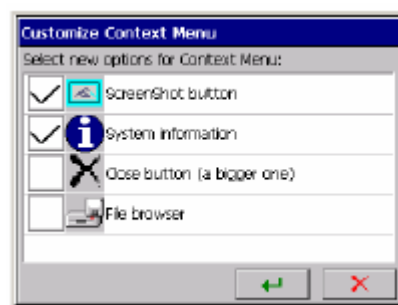 Customize Context Menu
Select new options for Context Menu:
ScreenShot button
System information
Close button (a bigger one)
File browser